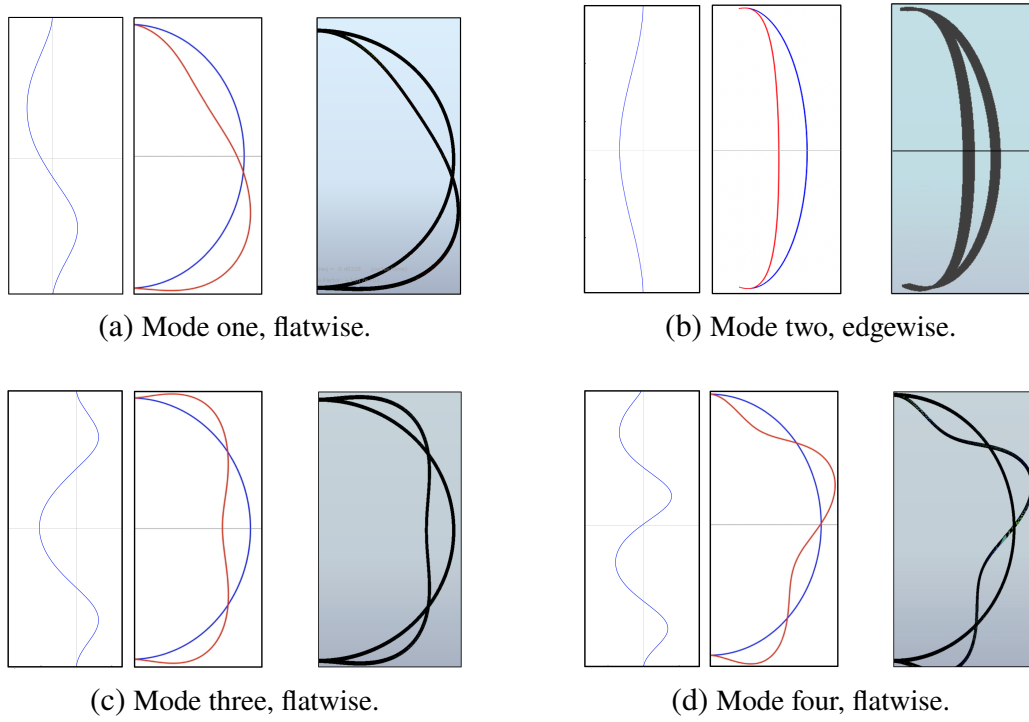 (a) Mode one, flatwise.
(b) Mode two, edgewise.
(c) Mode three, flatwise.
(d) Mode four, flatwise.